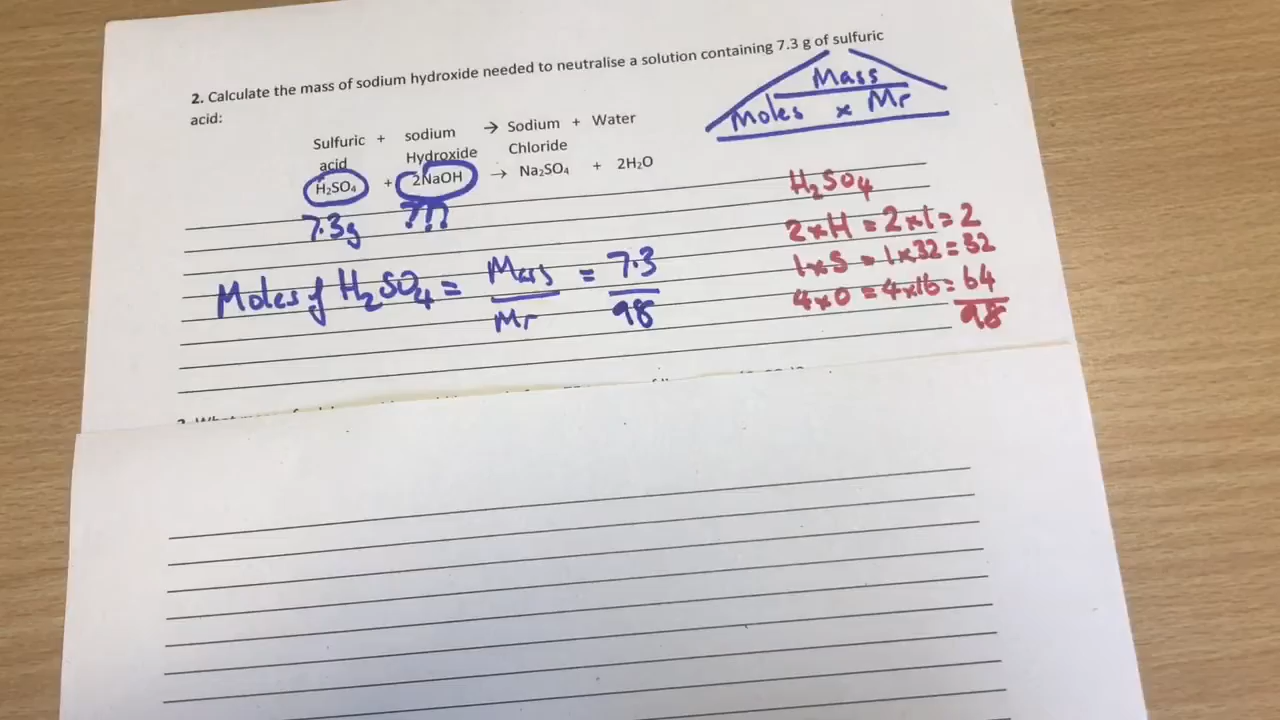 2. Calculate the mass of sodium hydroxide needed to neutralise a solution containing 7.3 g of sulfuric
acid:
Mass
Moles x Mr
Sulfuric + sodium → Sodium + Water
acid Hydroxide Chloride
H₂SO₄ + 2NaOH → Na₂SO₄ + 2H₂O
7.3g ???
Moles of H₂SO₄ = Mass / Mr = 7.3 / 98
H₂SO₄
2×H = 2×1 = 2
1×S = 1×32 = 32
4×O = 4×16 = 64
98